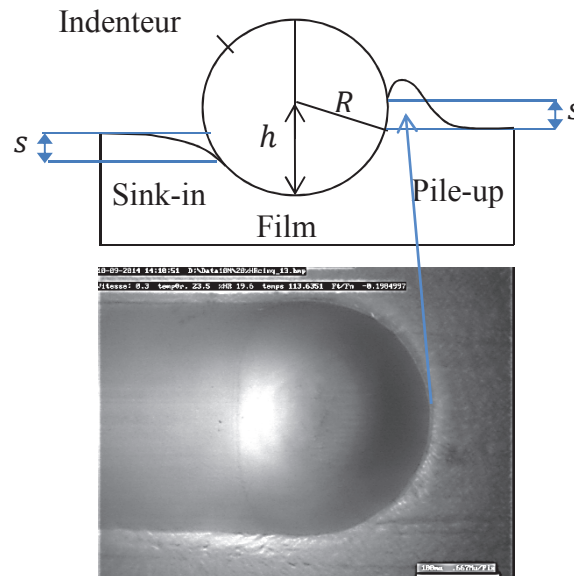 Indenteur
R
s
s
h
Sink-in
Pile-up
Film
10-09-2014 14:10:51 D:\Data10N\20%HRcinq_13.bmp
Vitesse: 0.3 temp0r. 23.5 %HR 19.6 temps 113.6351 Ft/Fn -0.1984997